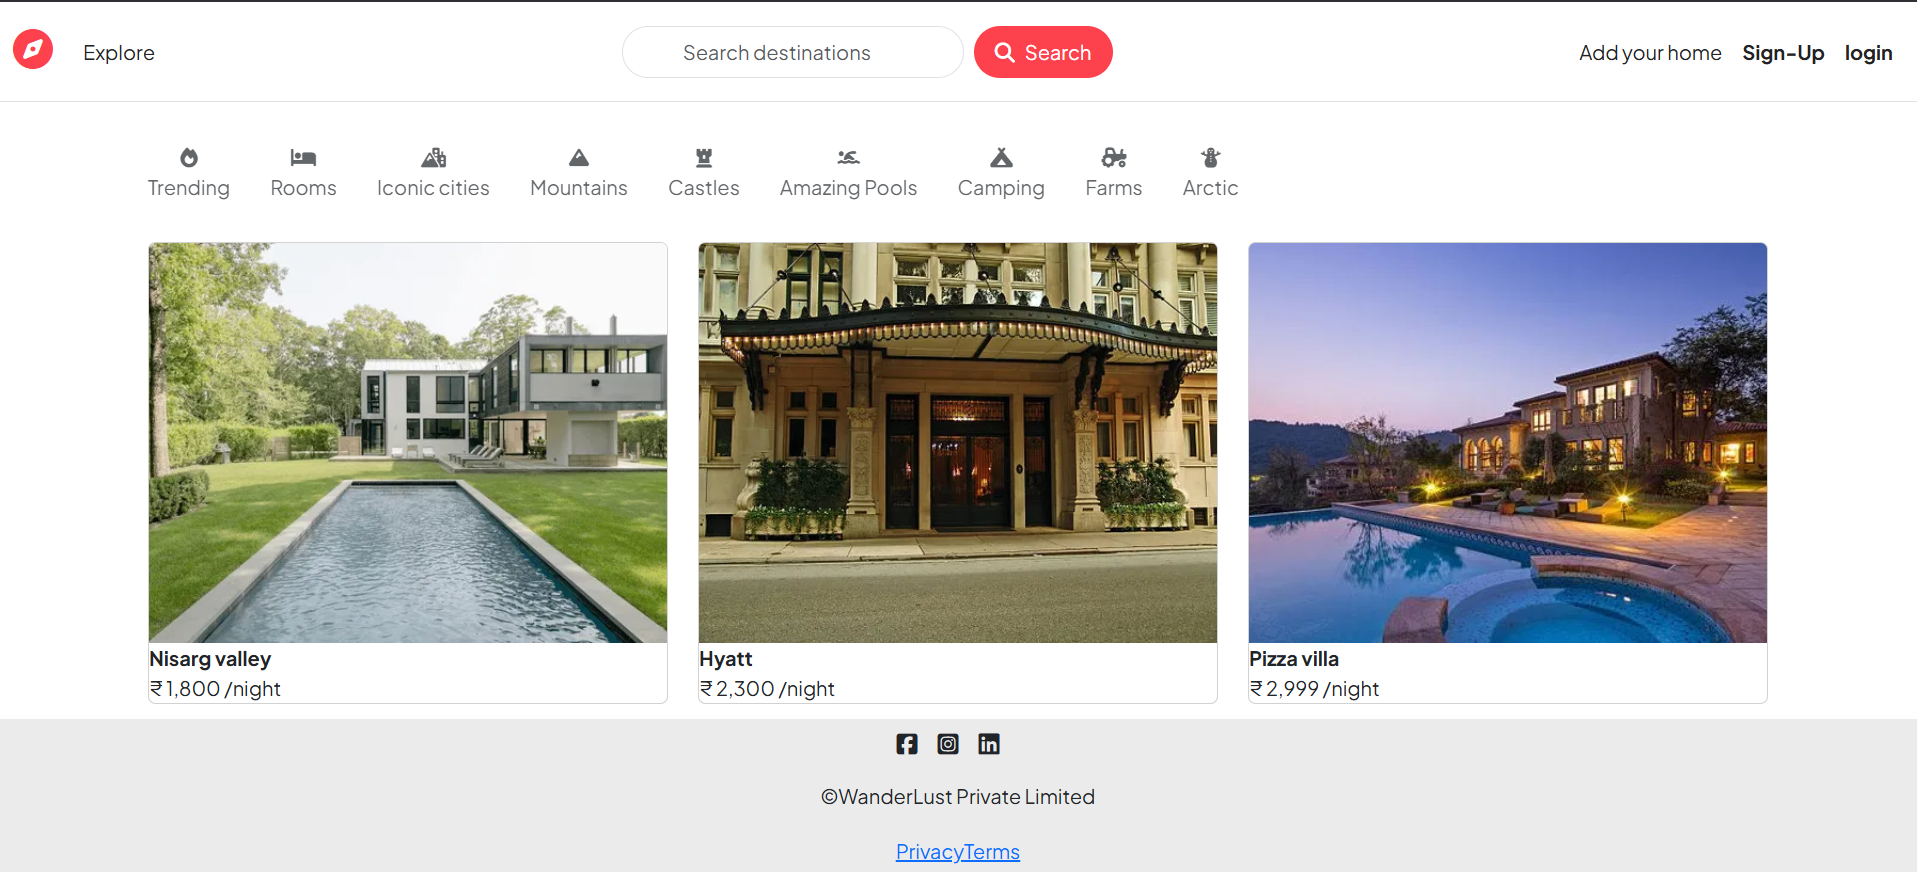 Explore
Search destinations
Search
Add your home Sign-Up login
Trending Rooms Iconic cities Mountains Castles Amazing Pools Camping Farms Arctic
Nisarg valley
₹ 1,800 /night
Hyatt
₹ 2,300 /night
Pizza villa
₹ 2,999 /night
©WanderLust Private Limited
PrivacyTerms